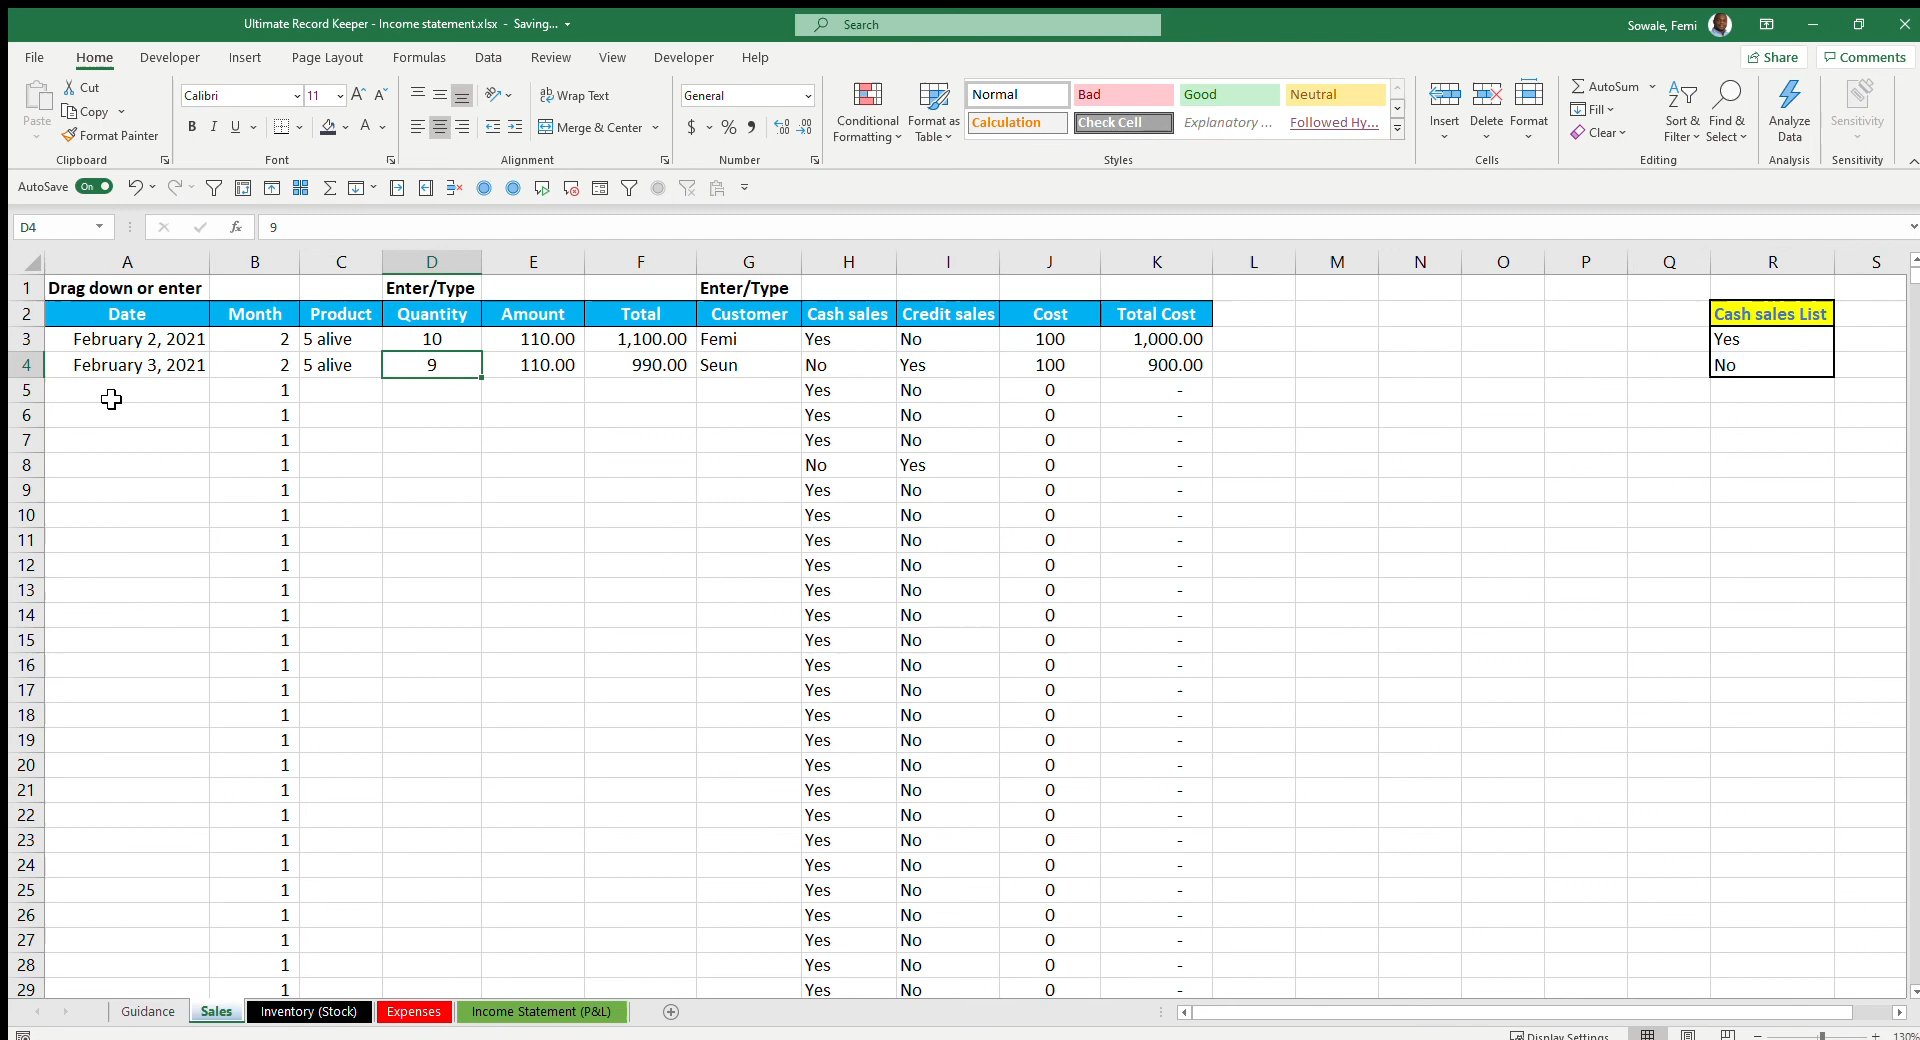 Ultimate Record Keeper - Income statement.xlsx - Saving...
Search
Sowale, Femi
File Home Developer Insert Page Layout Formulas Data Review View Developer Help
Share Comments
Paste
Cut
Copy
Format Painter
Clipboard
Calibri 11
B I U
Font
Wrap Text
Merge & Center
Alignment
General
$ %
Number
Conditional Formatting
Format as Table
Normal Bad Good Neutral
Calculation Check Cell Explanatory ... Followed Hy...
Styles
Insert Delete Format
Cells
AutoSum
Fill
Clear
Sort & Filter
Find & Select
Editing
Analyze Data
Analysis
Sensitivity
Sensitivity
AutoSave On
D4 fx 9
A B C D E F G H I J K L M N O P Q R S
1 Drag down or enter Enter/Type Enter/Type
2 Date Month Product Quantity Amount Total Customer Cash sales Credit sales Cost Total Cost Cash sales List
3 February 2, 2021 2 5 alive 10 110.00 1,100.00 Femi Yes No 100 1,000.00 Yes
4 February 3, 2021 2 5 alive 9 110.00 990.00 Seun No Yes 100 900.00 No
5 1 Yes No 0 -
6 1 Yes No 0 -
7 1 Yes No 0 -
8 1 No Yes 0 -
9 1 Yes No 0 -
10 1 Yes No 0 -
11 1 Yes No 0 -
12 1 Yes No 0 -
13 1 Yes No 0 -
14 1 Yes No 0 -
15 1 Yes No 0 -
16 1 Yes No 0 -
17 1 Yes No 0 -
18 1 Yes No 0 -
19 1 Yes No 0 -
20 1 Yes No 0 -
21 1 Yes No 0 -
22 1 Yes No 0 -
23 1 Yes No 0 -
24 1 Yes No 0 -
25 1 Yes No 0 -
26 1 Yes No 0 -
27 1 Yes No 0 -
28 1 Yes No 0 -
29 1 Yes No 0 -
Guidance Sales Inventory (Stock) Expenses Income Statement (P&L)
Display Settings 130%